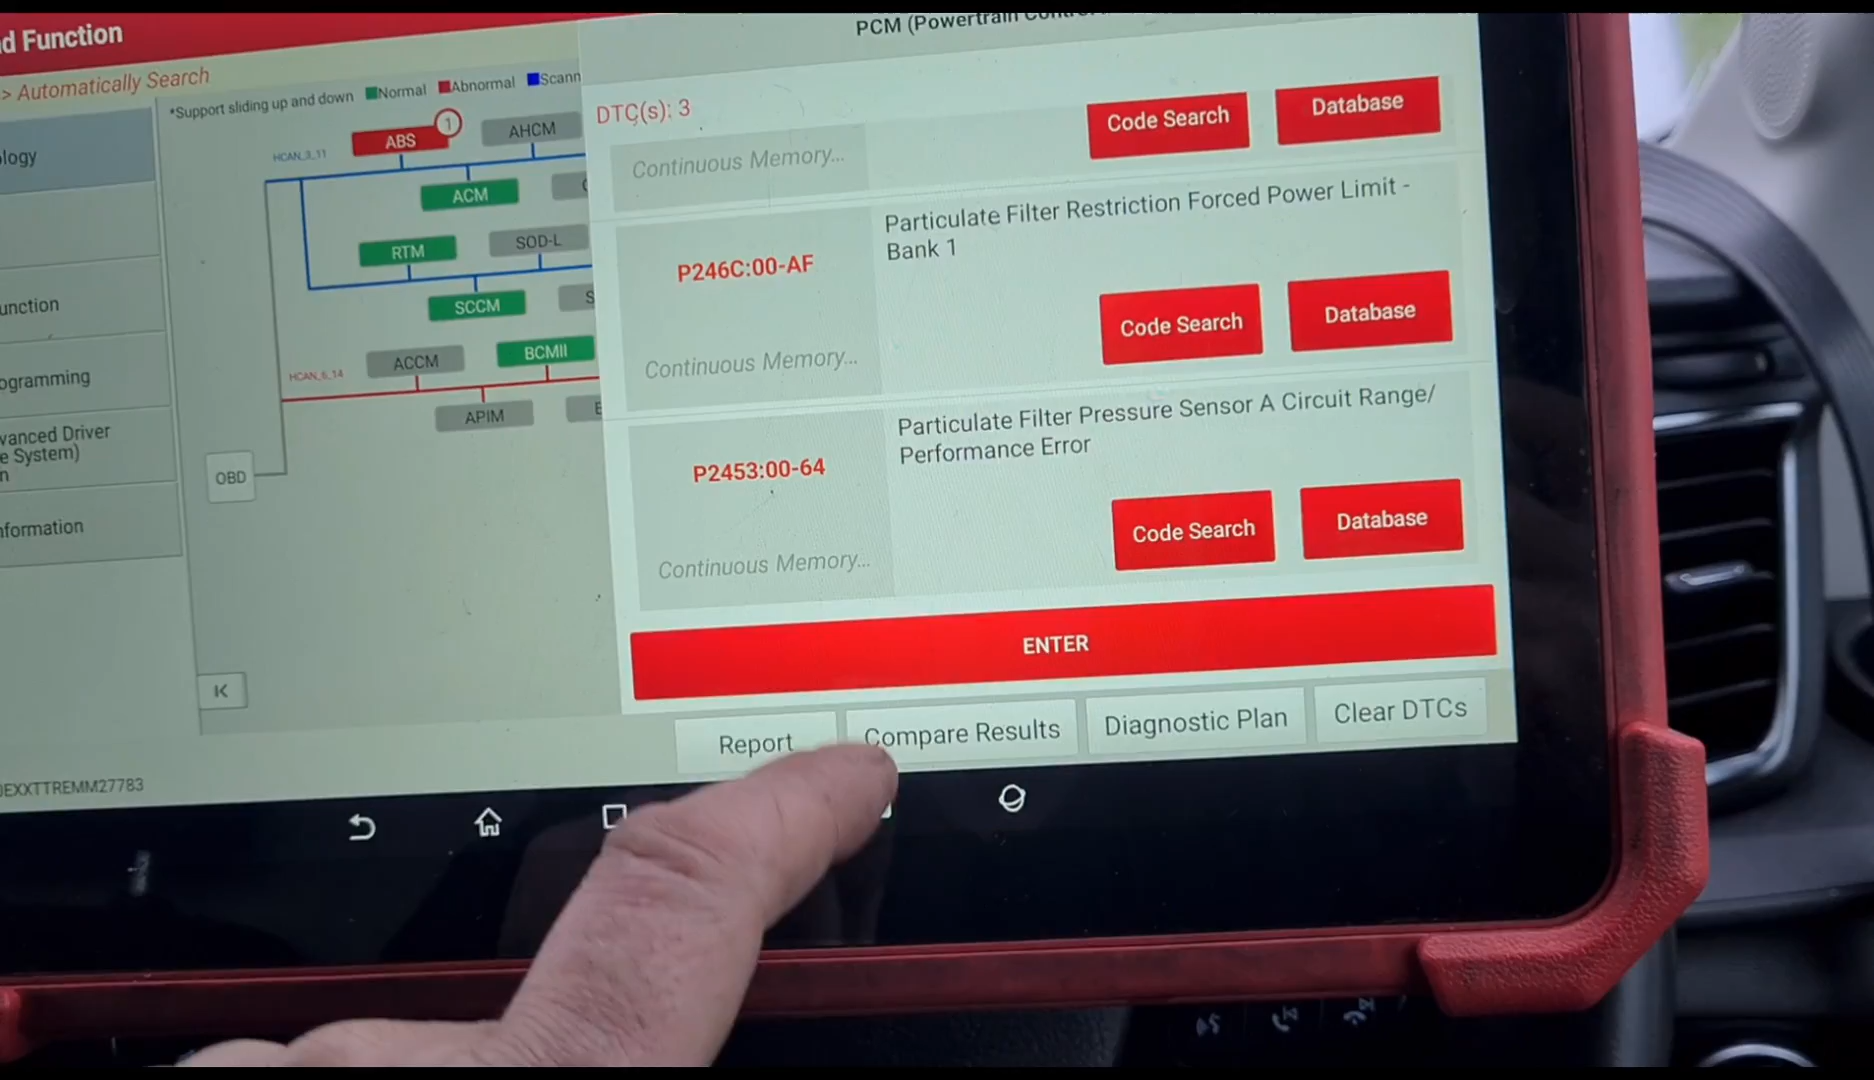 d Function
> Automatically Search
*Support sliding up and down Normal Abnormal Scann
logy
unction
ogramming
vanced Driver
e System)
n
nformation
HCAN_3_11
ABS
1
AHCM
ACM
RTM
SOD-L
SCCM
S
HCAN_6_14
ACCM
BCMII
APIM
E
OBD
K
EXXTTREMM27783
PCM (Powertrain
DTC(s): 3
Continuous Memory...
Code Search
Database
P246C:00-AF
Particulate Filter Restriction Forced Power Limit -
Bank 1
Continuous Memory...
Code Search
Database
P2453:00-64
Particulate Filter Pressure Sensor A Circuit Range/
Performance Error
Continuous Memory...
Code Search
Database
ENTER
Report
Compare Results
Diagnostic Plan
Clear DTCs